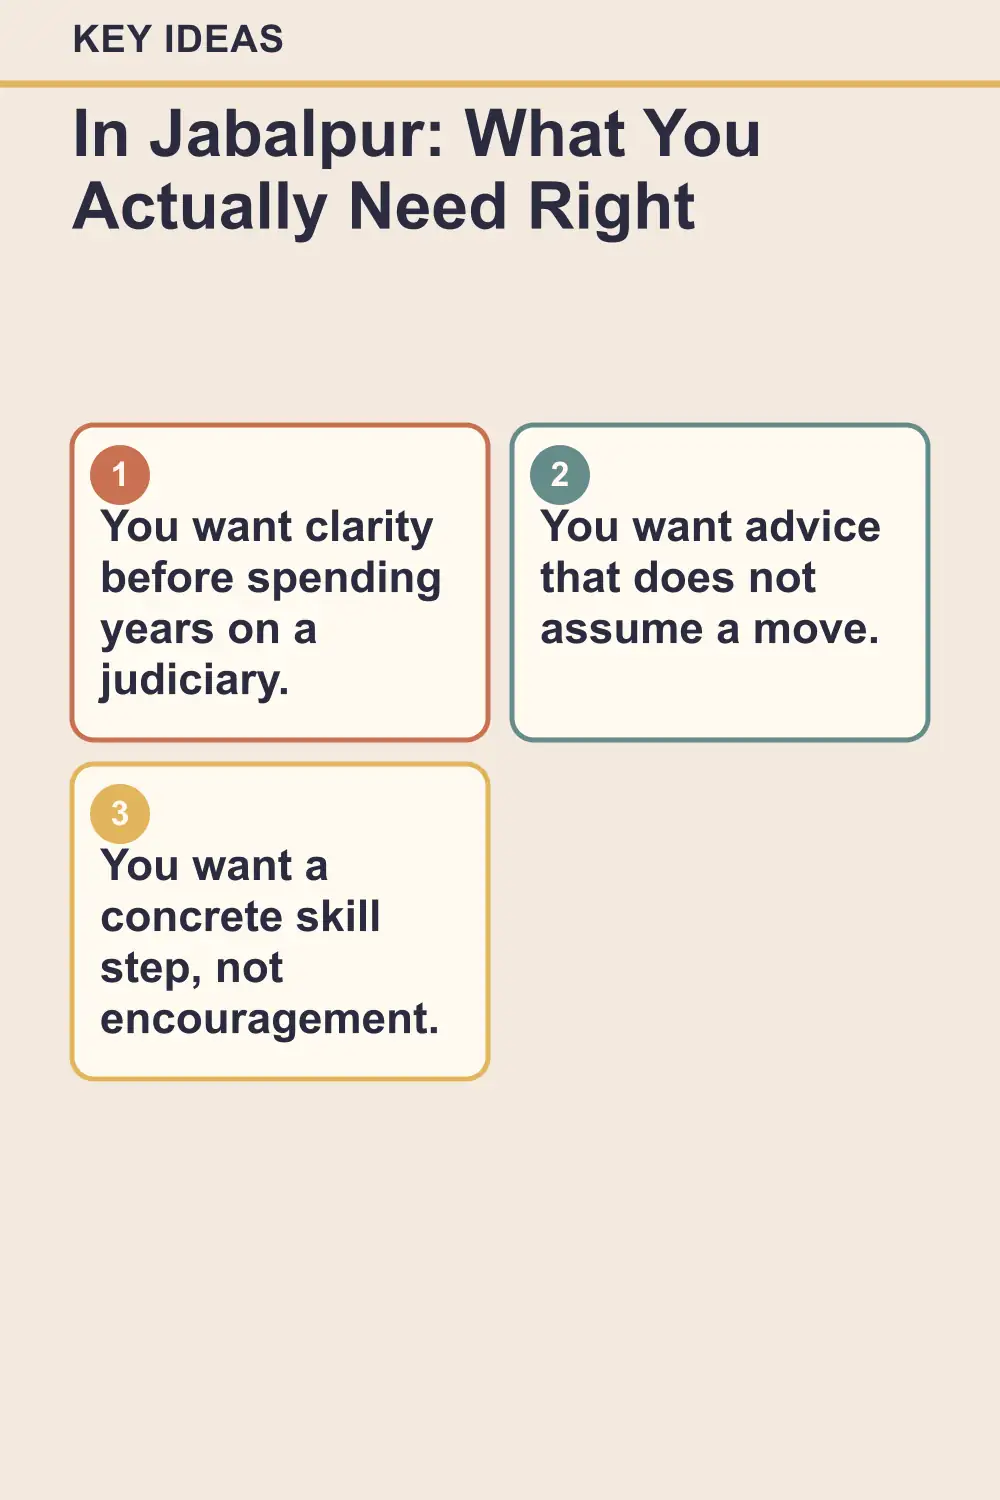 KEY IDEAS
In Jabalpur: What You
Actually Need Right
1
You want clarity
before spending
years on a
judiciary.
2
You want advice
that does not
assume a move.
3
You want a
concrete skill
step, not
encouragement.